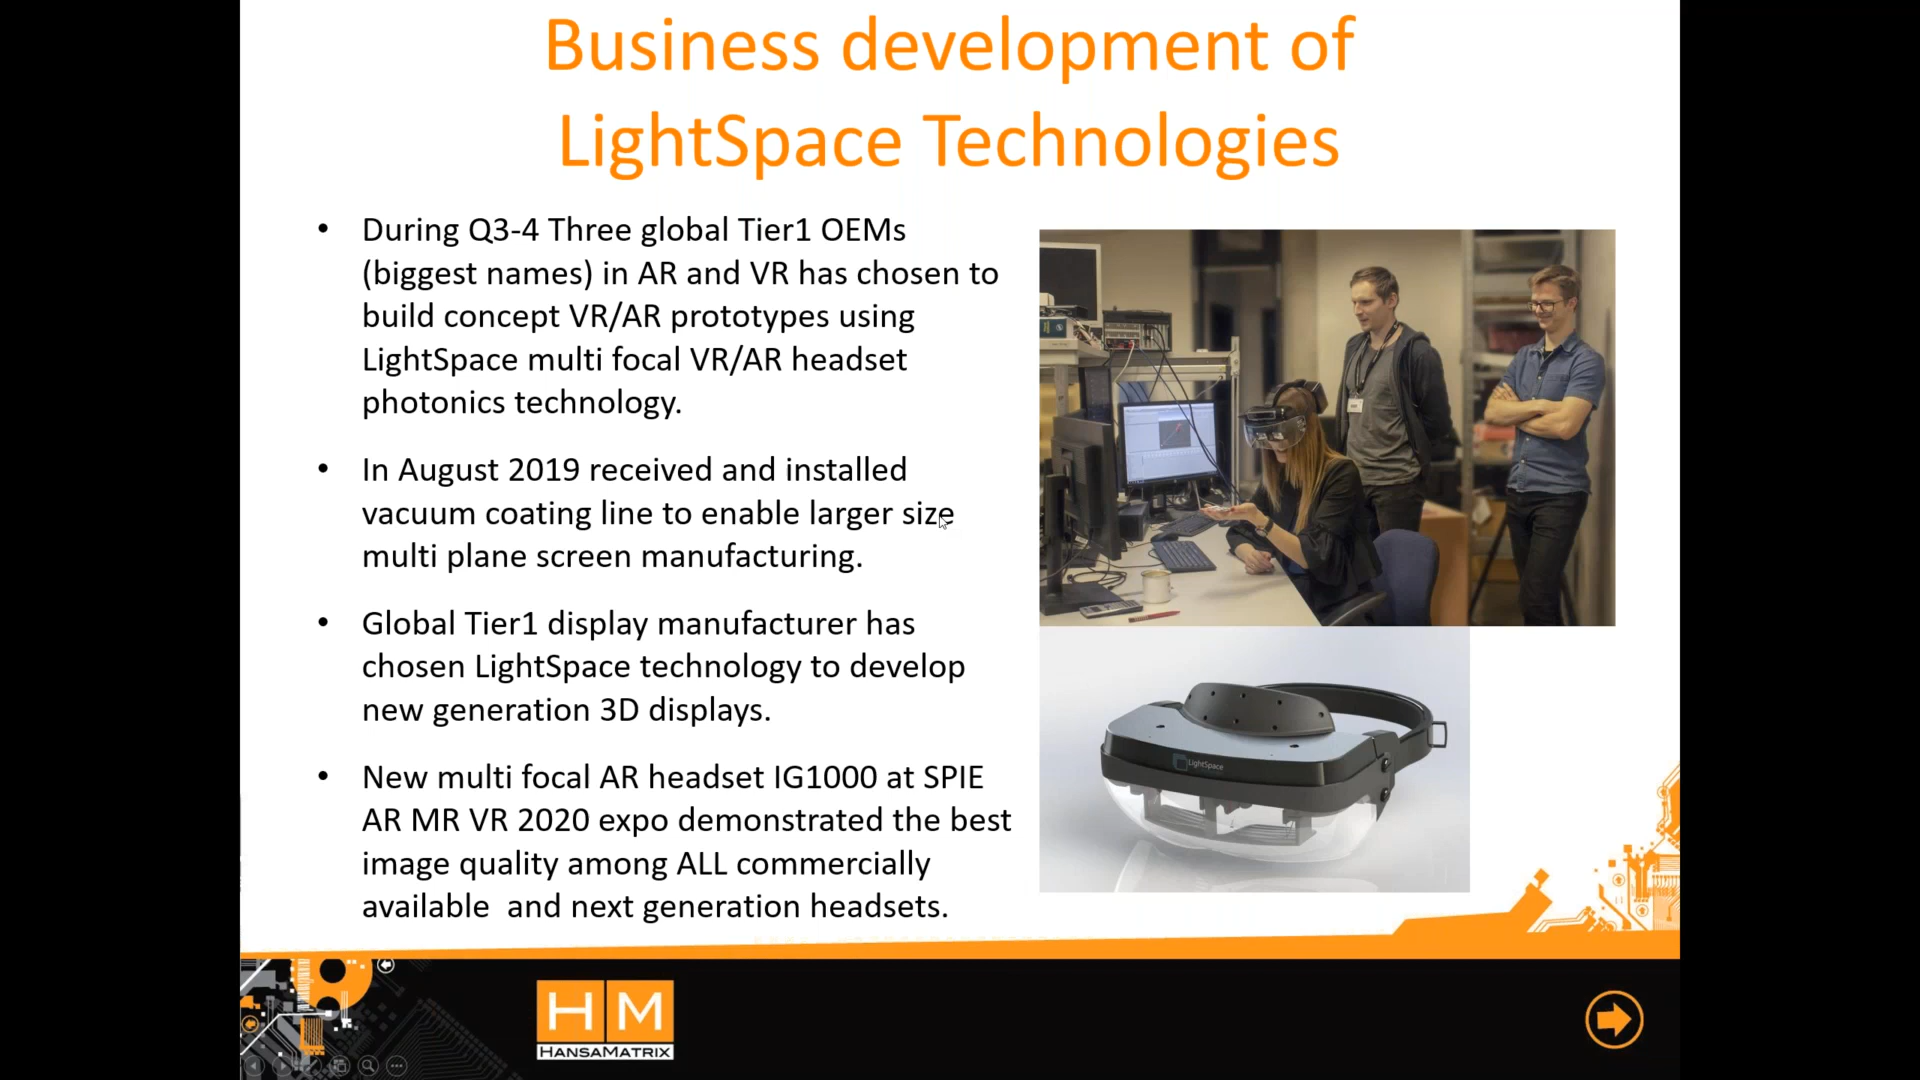 Business development of
LightSpace Technologies
• During Q3-4 Three global Tier1 OEMs
(biggest names) in AR and VR has chosen to
build concept VR/AR prototypes using
LightSpace multi focal VR/AR headset
photonics technology.
• In August 2019 received and installed
vacuum coating line to enable larger size
multi plane screen manufacturing.
• Global Tier1 display manufacturer has
chosen LightSpace technology to develop
new generation 3D displays.
• New multi focal AR headset IG1000 at SPIE
AR MR VR 2020 expo demonstrated the best
image quality among ALL commercially
available  and next generation headsets.
LightSpace
HM
HANSAMATRIX